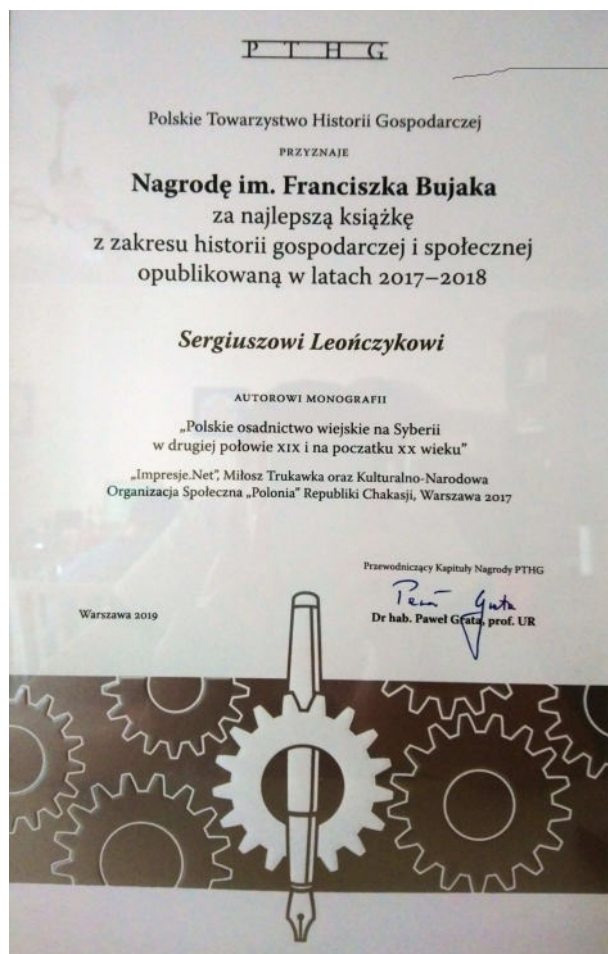 PTHG
Polskie Towarzystwo Historii Gospodarczej
PRZYZNAJE
Nagrodę im. Franciszka Bujaka
za najlepszą książkę
z zakresu historii gospodarczej i społecznej
opublikowaną w latach 2017–2018
Sergiuszowi Leończykowi
AUTOROWI MONOGRAFII
„Polskie osadnictwo wiejskie na Syberii
w drugiej połowie XIX i na początku XX wieku”
„Impresje.Net”, Miłosz Trukawka oraz Kulturalno-Narodowa
Organizacja Społeczna „Polonia” Republiki Chakasji, Warszawa 2017
Przewodniczący Kapituły Nagrody PTHG
Paweł Grata
Dr hab. Paweł Grata, prof. UR
Warszawa 2019